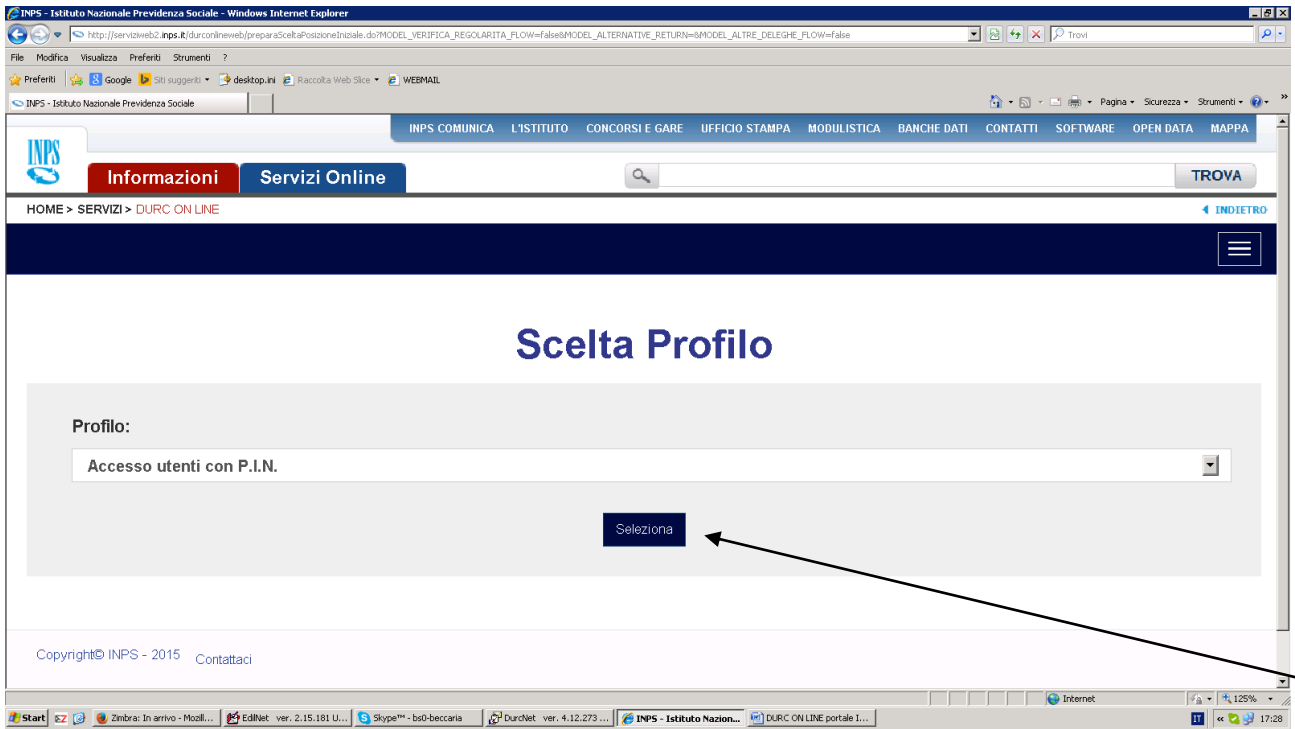 INPS - Istituto Nazionale Previdenza Sociale - Windows Internet Explorer
http://serviziweb2.inps.it/durconlineweb/preparaSceltaPosizioneIniziale.do?MODEL_VERIFICA_REGOLARITA_FLOW=false&MODEL_ALTERNATIVE_RETURN=&MODEL_ALTRE_DELEGHE_FLOW=false
Trovi
File Modifica Visualizza Preferiti Strumenti ?
Preferiti Google Siti suggeriti desktop.ini Raccolta Web Slice WEBMAIL
INPS - Istituto Nazionale Previdenza Sociale
Pagina Sicurezza Strumenti »
INPS COMUNICA L'ISTITUTO CONCORSI E GARE UFFICIO STAMPA MODULISTICA BANCHE DATI CONTATTI SOFTWARE OPEN DATA MAPPA
INPS
Informazioni Servizi Online TROVA
HOME > SERVIZI > DURC ON LINE INDIETRO
Scelta Profilo
Profilo:
Accesso utenti con P.I.N.
Seleziona
Copyright© INPS - 2015 Contattaci
Internet 125%
Start Zimbra: In arrivo - Mozill... EdilNet ver. 2.15.181 U... Skype™ - bs0-beccaria DurcNet ver. 4.12.273 ... INPS - Istituto Nazion... DURC ON LINE portale I... IT « 17:28